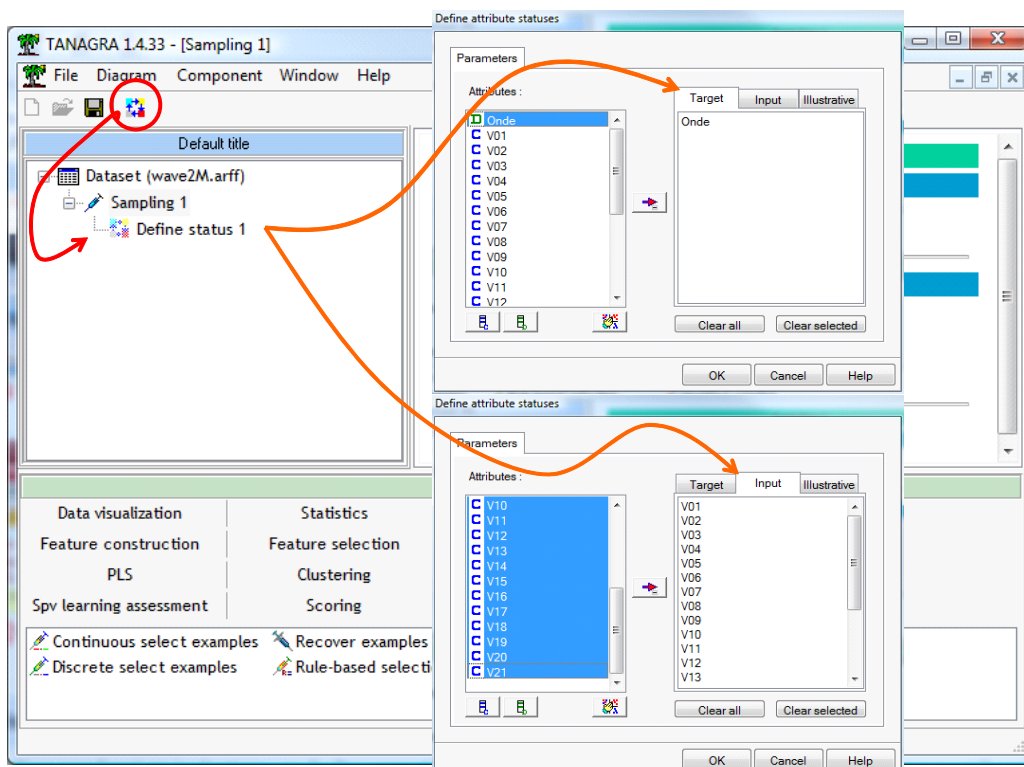 TANAGRA 1.4.33 - [Sampling 1]
File Diagram Component Window Help
Default title
Dataset (wave2M.arff)
Sampling 1
Define status 1
Data visualization Statistics
Feature construction Feature selection
PLS Clustering
Spv learning assessment Scoring
Continuous select examples Recover examples
Discrete select examples Rule-based selecti
Define attribute statuses
Parameters
Attributes :
Target Input Illustrative
D Onde
C V01
C V02
C V03
C V04
C V05
C V06
C V07
C V08
C V09
C V10
C V11
C V12
Onde
Clear all Clear selected
OK Cancel Help
Define attribute statuses
Parameters
Attributes :
Target Input Illustrative
C V10
C V11
C V12
C V13
C V14
C V15
C V16
C V17
C V18
C V19
C V20
C V21
V01
V02
V03
V04
V05
V06
V07
V08
V09
V10
V11
V12
V13
Clear all Clear selected
OK Cancel Help